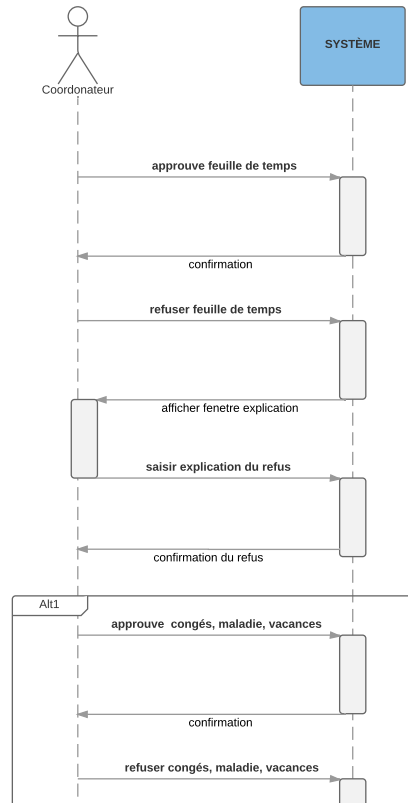 SYSTÈME
Coordonateur
approuve feuille de temps
confirmation
refuser feuille de temps
afficher fenetre explication
saisir explication du refus
confirmation du refus
Alt1
approuve  congés, maladie, vacances
confirmation
refuser congés, maladie, vacances